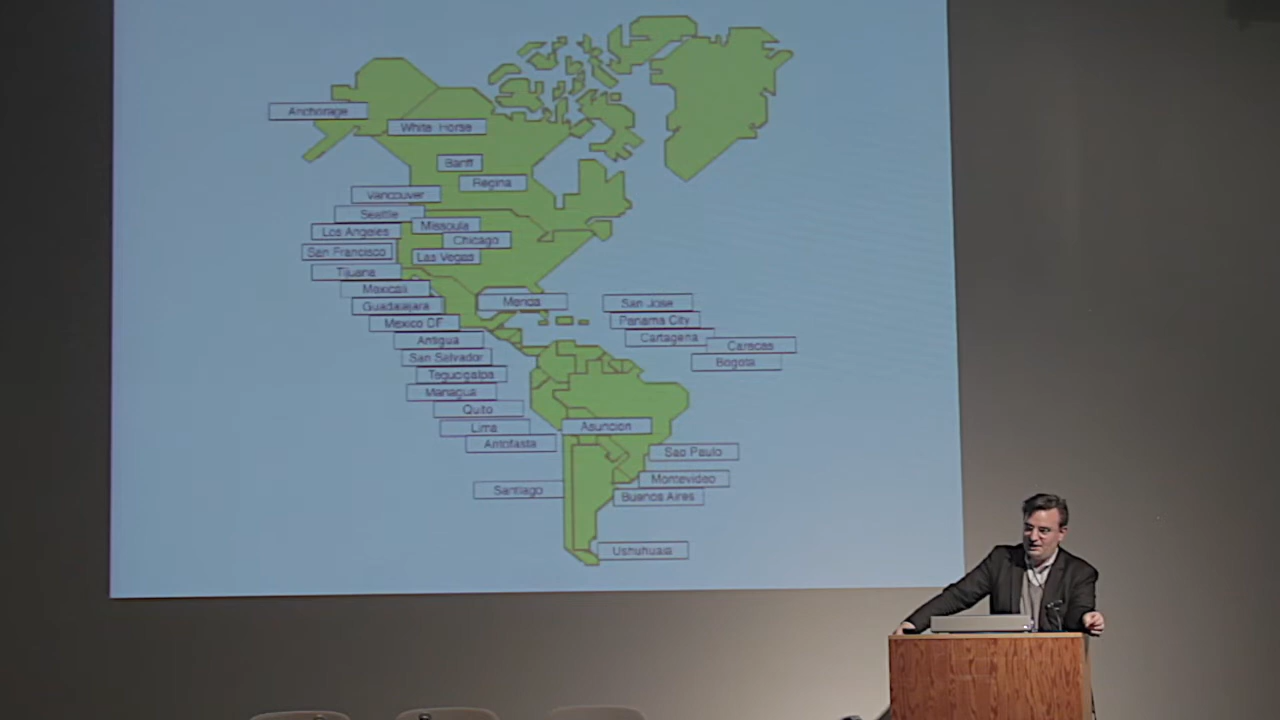 Anchorage
White Horse
Banff
Regina
Vancouver
Seattle
Missoula
Los Angeles
Chicago
San Francisco
Las Vegas
Tijuana
Mexicali
Guadalajara
Merida
San Jose
Mexico DF
Panama City
Antigua
Cartagena
Caracas
San Salvador
Bogota
Tegucigalpa
Managua
Quito
Lima
Asuncion
Antofasta
Sao Paulo
Santiago
Montevideo
Buenos Aires
Ushuhuaia